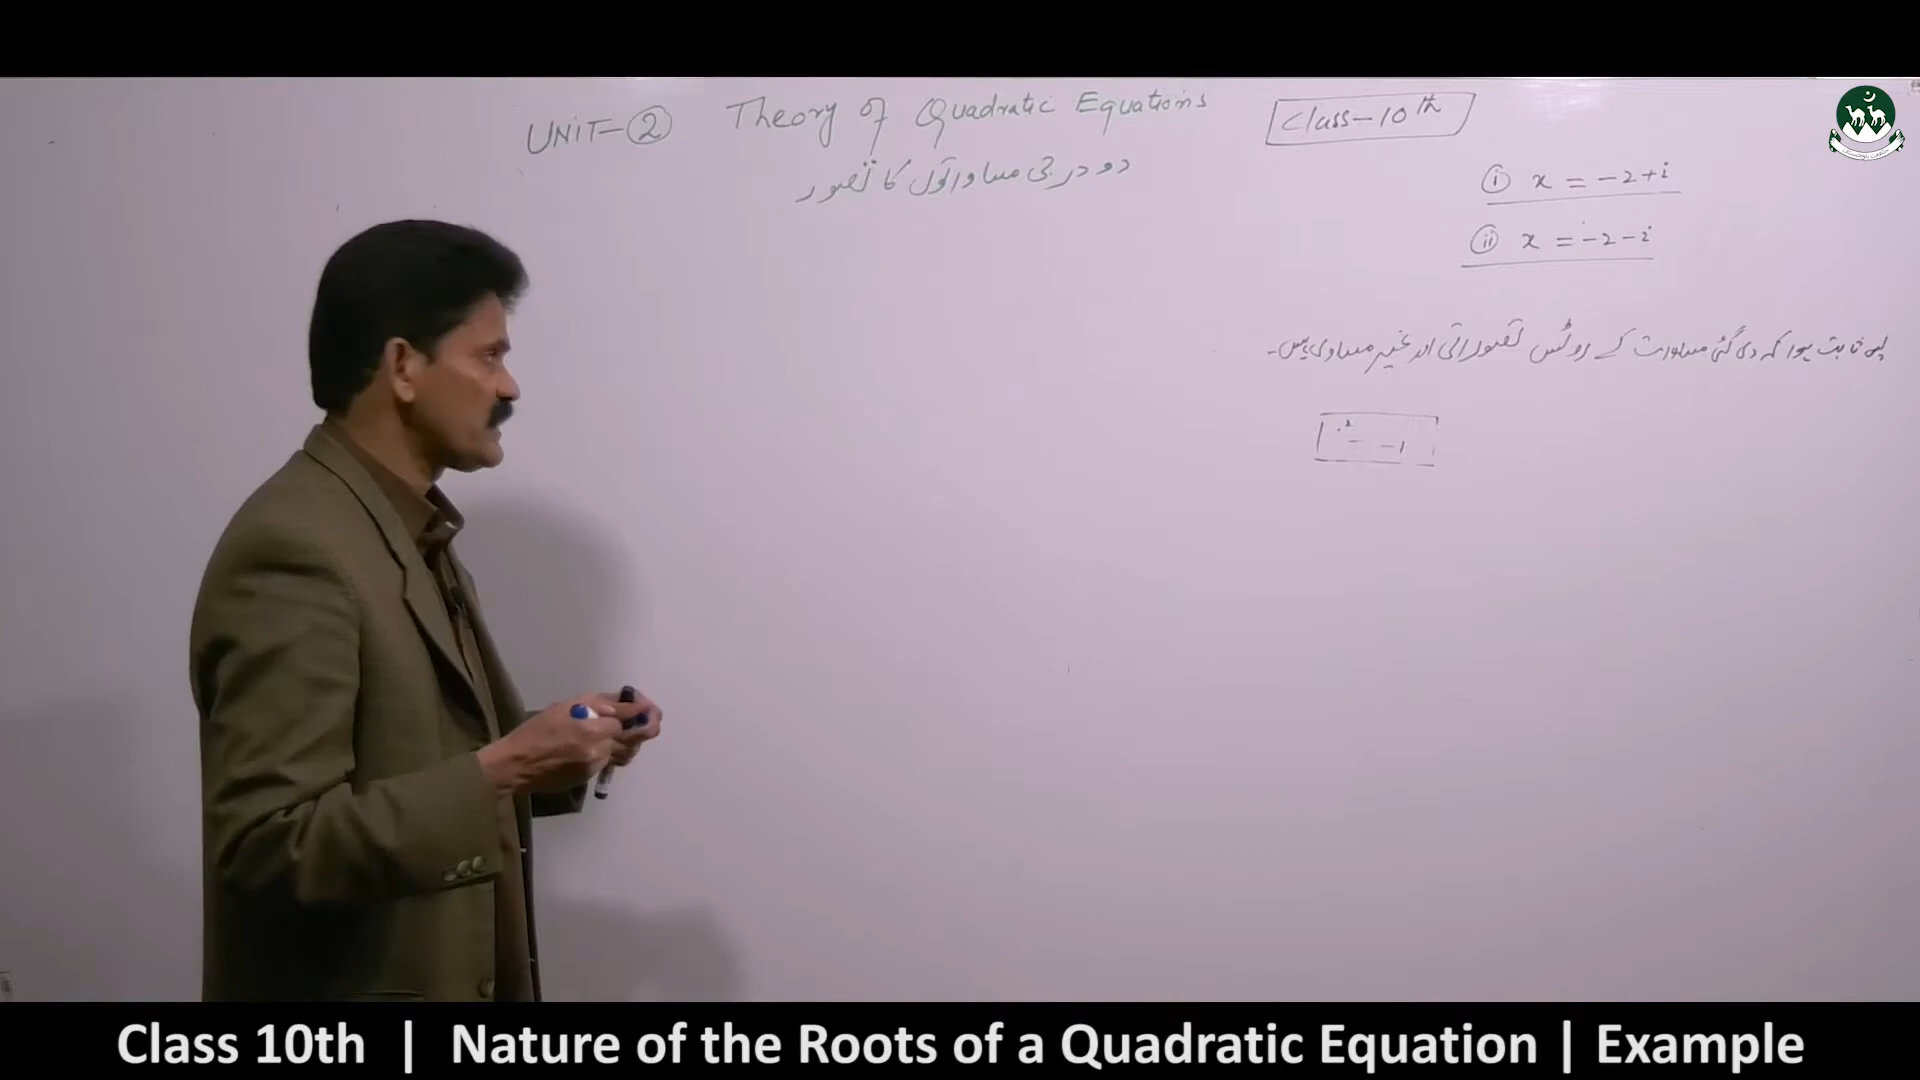 UNIT-② Theory of Quadratic Equations
دو درجی مساواتوں کا تصور
Class-10th
ⓘ x = -2+i
ⓘⓘ x = -2-i
پس ثابت ہوا کہ دی گئی مساوات کے روٹس تصوراتی اور غیر مساوی ہیں۔
i² = -1
Class 10th | Nature of the Roots of a Quadratic Equation | Example